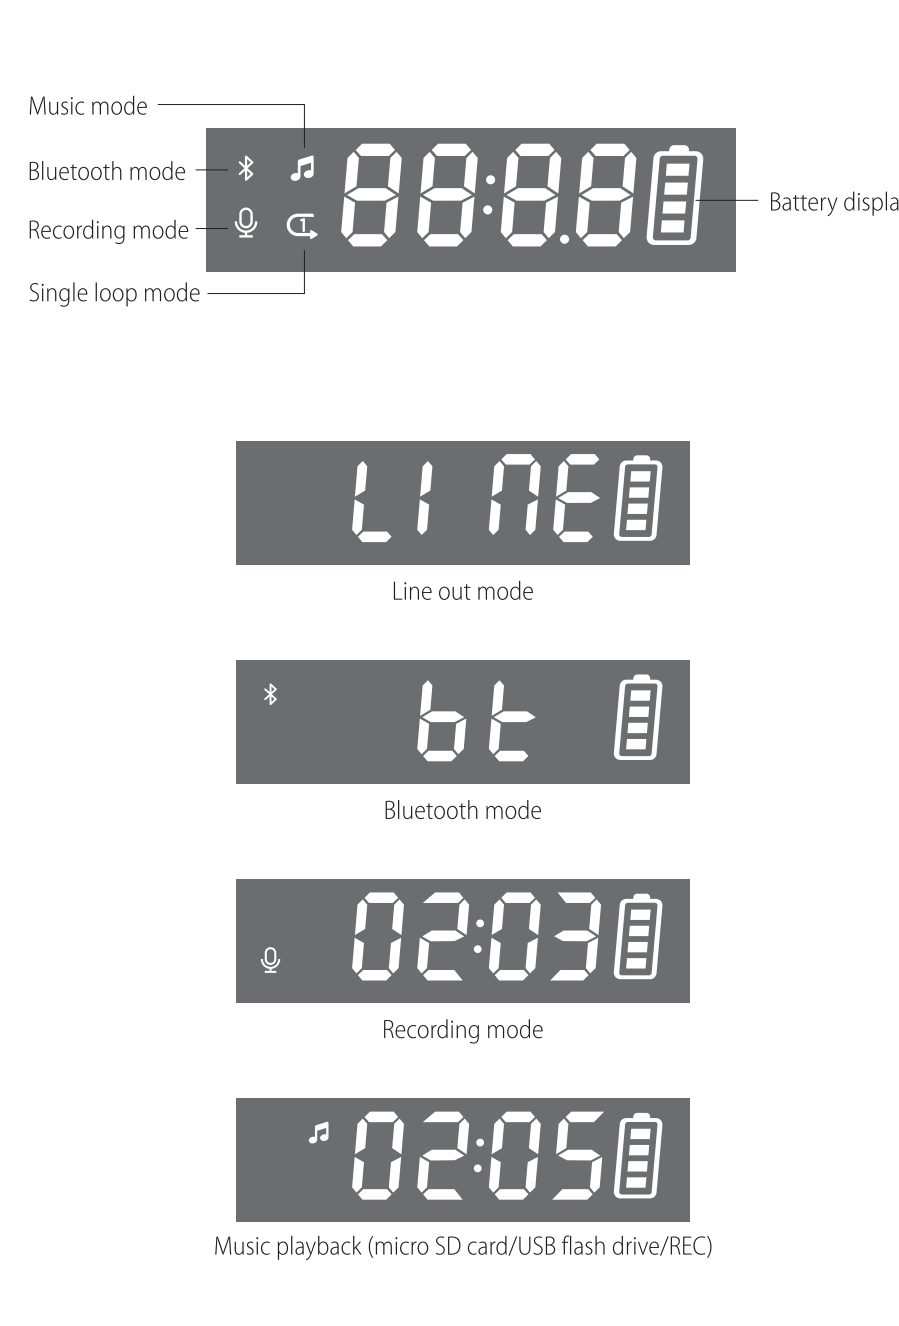 Music mode
Bluetooth mode
Recording mode
Single loop mode
88:8.8
1
Battery displa
LINE
Line out mode
bt
Bluetooth mode
02:03
Recording mode
02:05
Music playback (micro SD card/USB flash drive/REC)